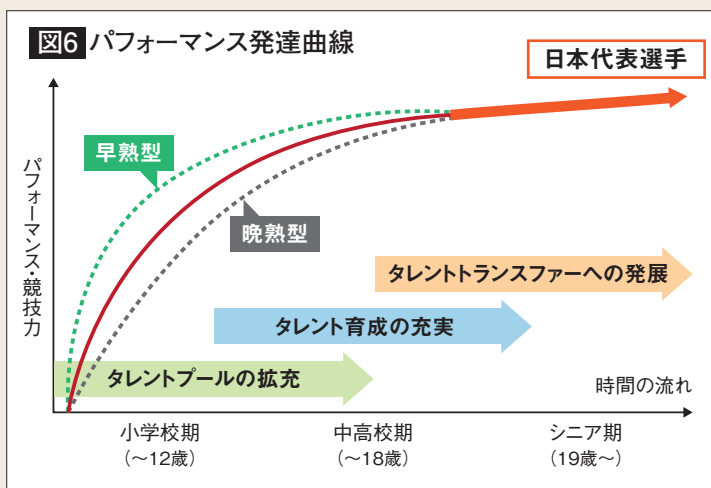 図6 パフォーマンス発達曲線
日本代表選手
パフォーマンス・競技力
早熟型
晩熟型
タレントトランスファーへの発展
タレント育成の充実
タレントプールの拡充
時間の流れ
小学校期
（〜12歳）
中高校期
（〜18歳）
シニア期
（19歳〜）